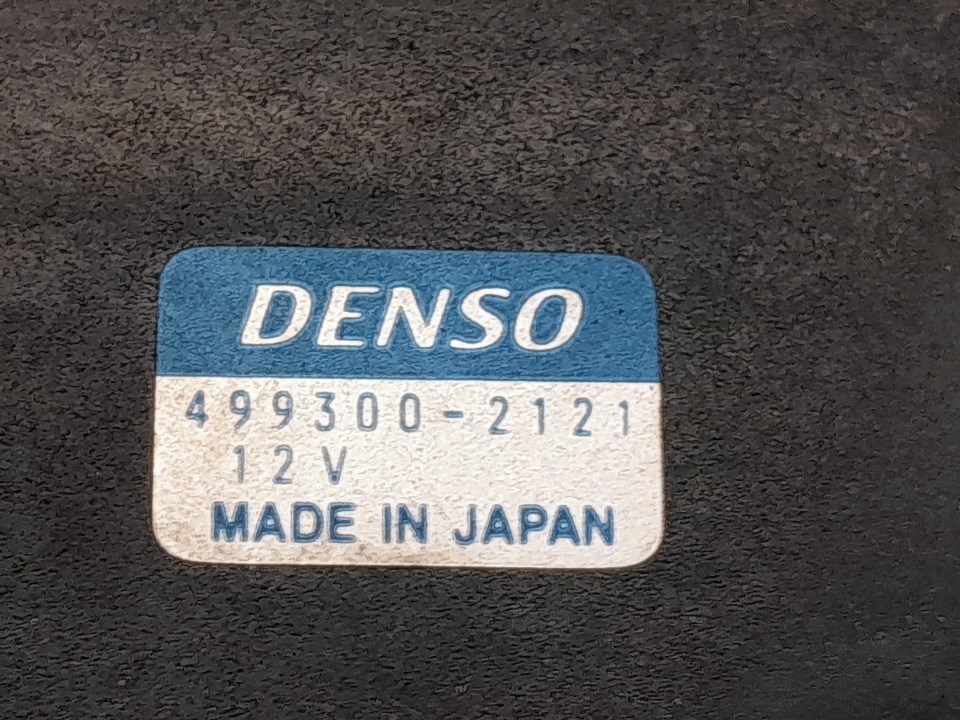 DENSO
499300-2121
12V
MADE IN JAPAN